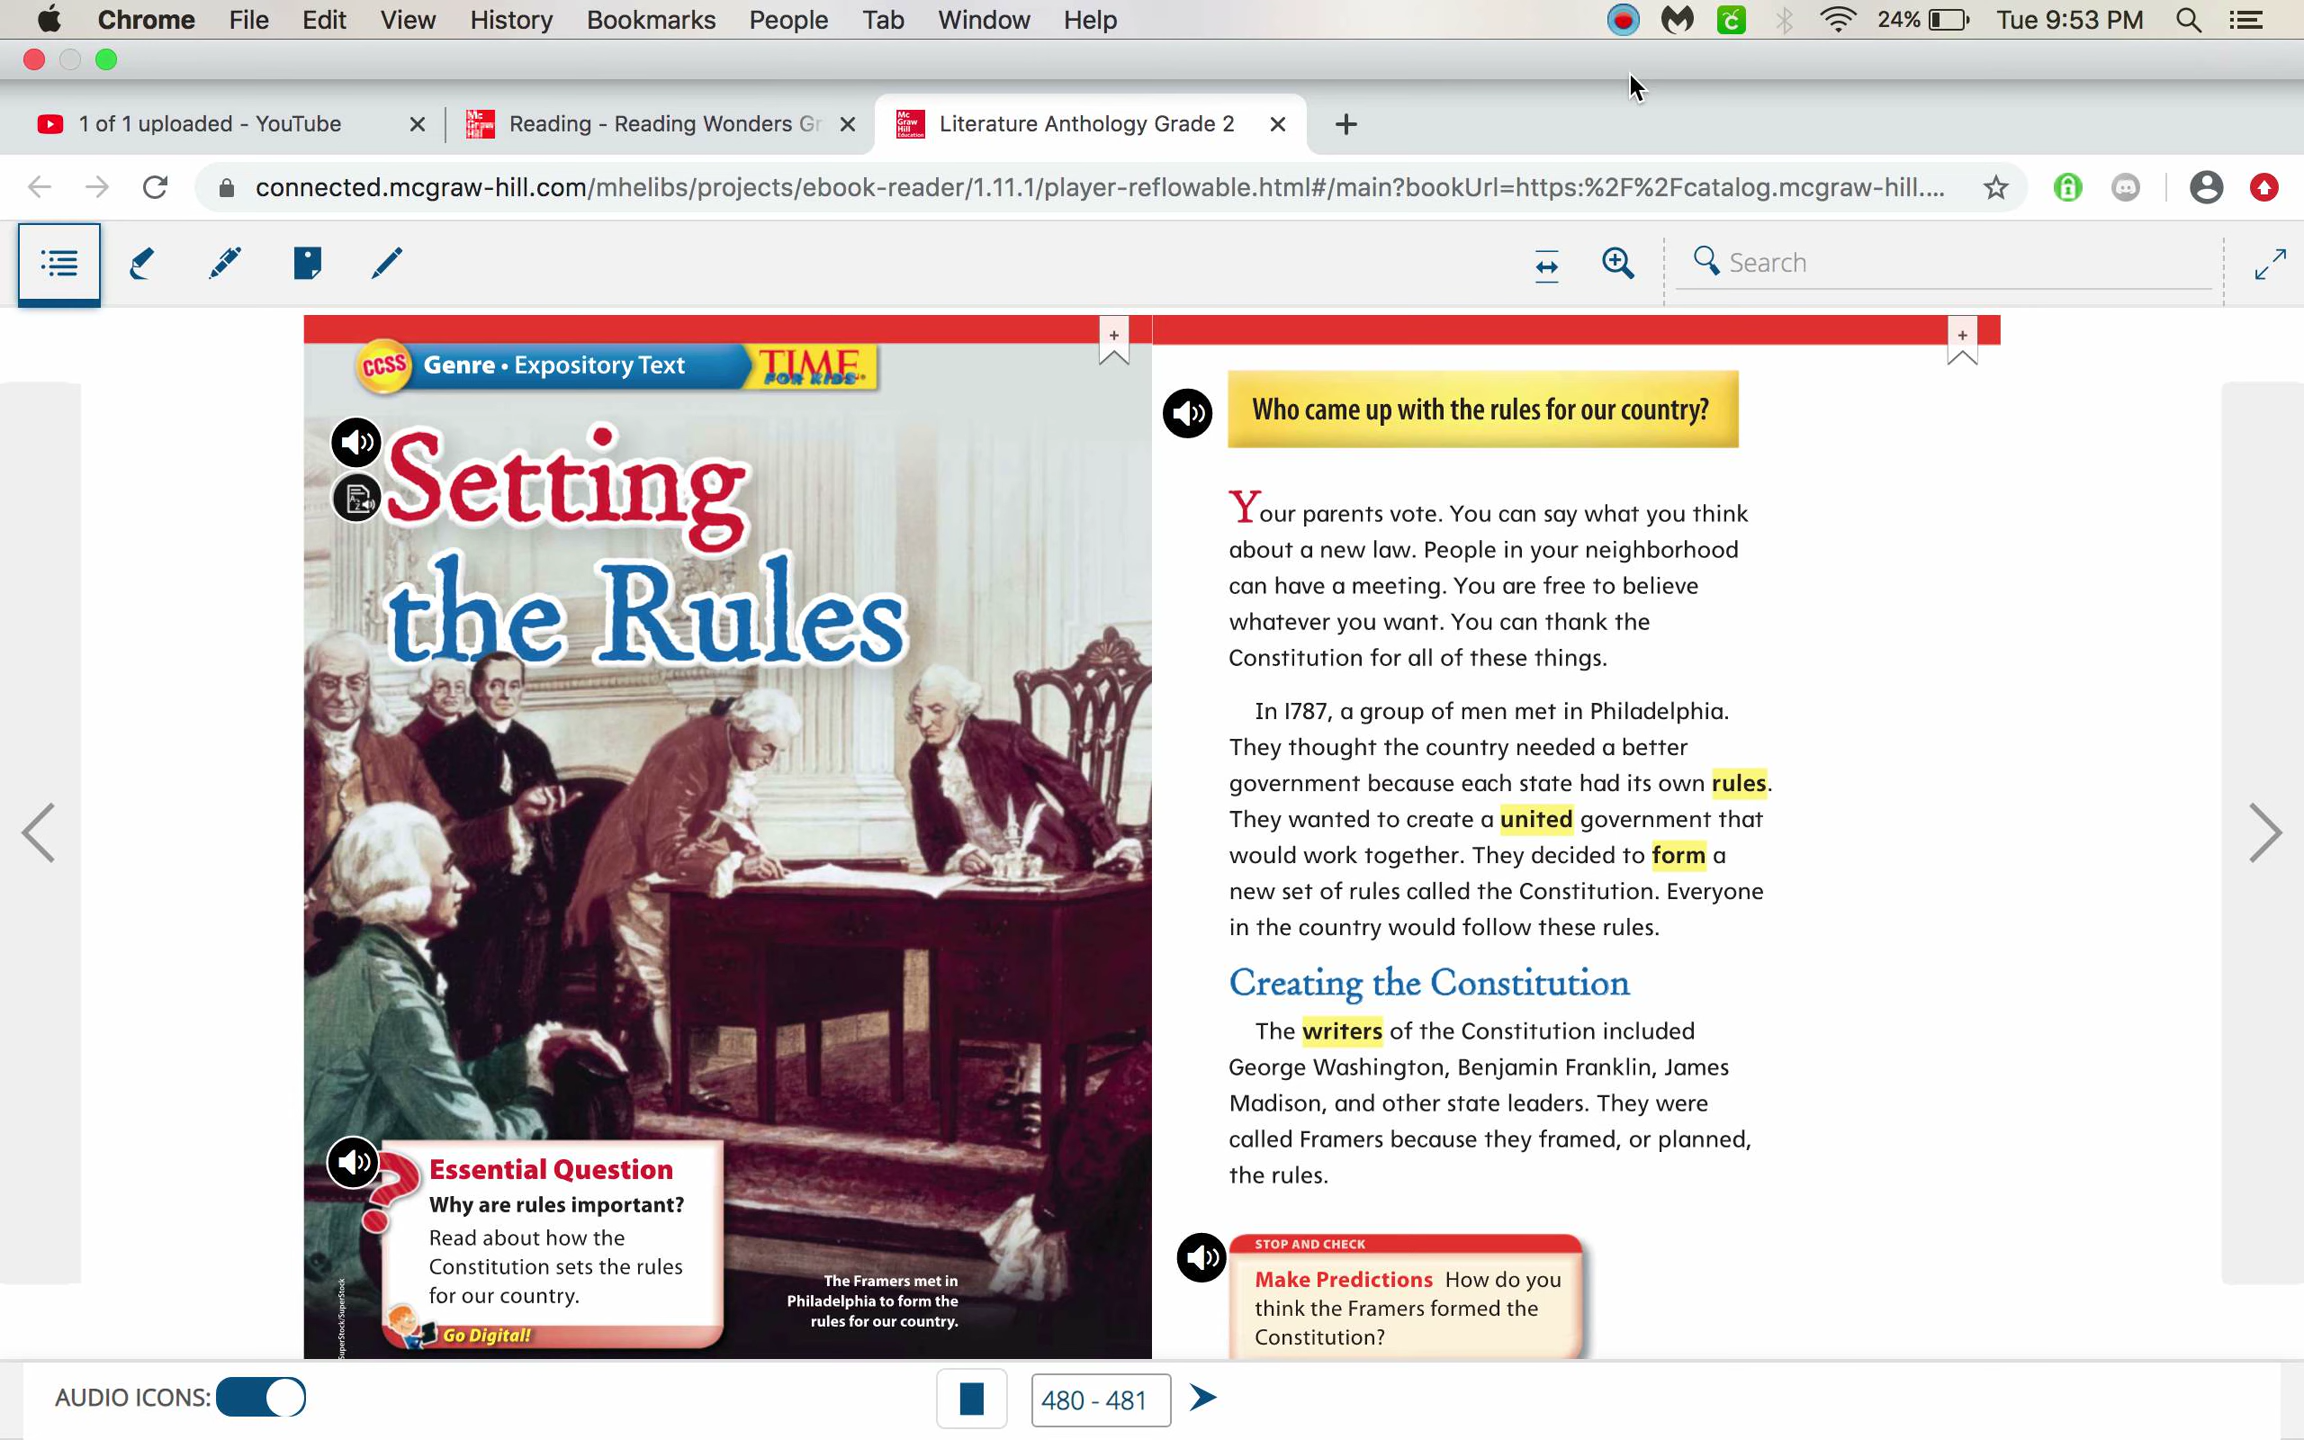 Chrome File Edit View History Bookmarks People Tab Window Help 24% Tue 9:53 PM
1 of 1 uploaded - YouTube
Reading - Reading Wonders Gr
Literature Anthology Grade 2
connected.mcgraw-hill.com/mhelibs/projects/ebook-reader/1.11.1/player-reflowable.html#/main?bookUrl=https:%2F%2Fcatalog.mcgraw-hill....
Search
CCSS Genre • Expository Text TIME FOR KIDS
Setting
the Rules
Essential Question
Why are rules important?
Read about how the
Constitution sets the rules
for our country.
Go Digital!
The Framers met in
Philadelphia to form the
rules for our country.
SuperStock/SuperStock
Who came up with the rules for our country?
Your parents vote. You can say what you think
about a new law. People in your neighborhood
can have a meeting. You are free to believe
whatever you want. You can thank the
Constitution for all of these things.
In 1787, a group of men met in Philadelphia.
They thought the country needed a better
government because each state had its own rules.
They wanted to create a united government that
would work together. They decided to form a
new set of rules called the Constitution. Everyone
in the country would follow these rules.
Creating the Constitution
The writers of the Constitution included
George Washington, Benjamin Franklin, James
Madison, and other state leaders. They were
called Framers because they framed, or planned,
the rules.
STOP AND CHECK
Make Predictions How do you
think the Framers formed the
Constitution?
AUDIO ICONS:
480 - 481